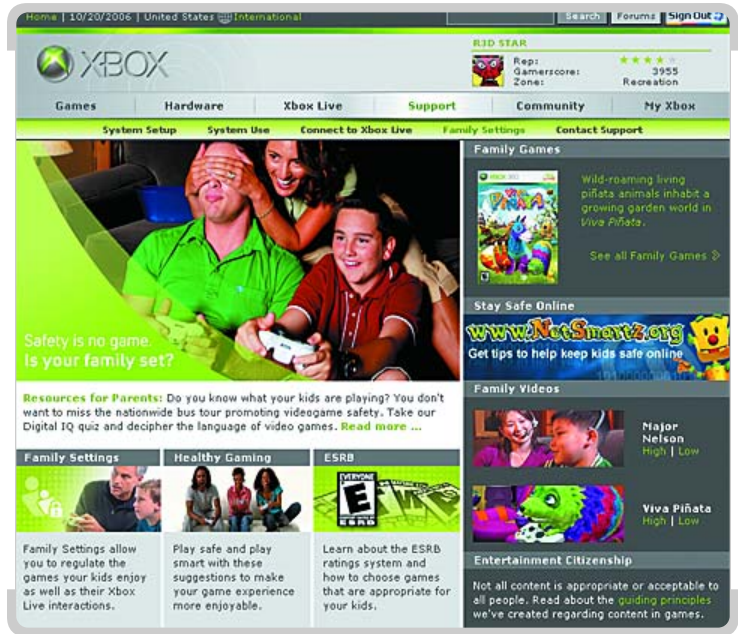 Home | 10/20/2006 | United States International
Search Forums Sign Out
XBOX
R3D STAR
Rep:
Gamerscore: 3955
Zone: Recreation
Games Hardware Xbox Live Support Community My Xbox
System Setup System Use Connect to Xbox Live Family Settings Contact Support
Safety is no game.
Is your family set?
Resources for Parents: Do you know what your kids are playing? You don't
want to miss the nationwide bus tour promoting videogame safety. Take our
Digital IQ quiz and decipher the language of video games. Read more ...
Family Settings
Family Settings allow
you to regulate the
games your kids enjoy
as well as their Xbox
Live interactions.
Healthy Gaming
Play safe and play
smart with these
suggestions to make
your game experience
more enjoyable.
ESRB
EVERYONE
E
ESRB
Learn about the ESRB
ratings system and
how to choose games
that are appropriate for
your kids.
Family Games
XBOX 360
VIVA
PIÑATA
Wild-roaming living
piñata animals inhabit a
growing garden world in
Viva Piñata.
See all Family Games
Stay Safe Online
www.NetSmartz.org
Get tips to help keep kids safe online
Family Videos
Major
Nelson
High | Low
Viva Piñata
High | Low
Entertainment Citizenship
Not all content is appropriate or acceptable to
all people. Read about the guiding principles
we've created regarding content in games.